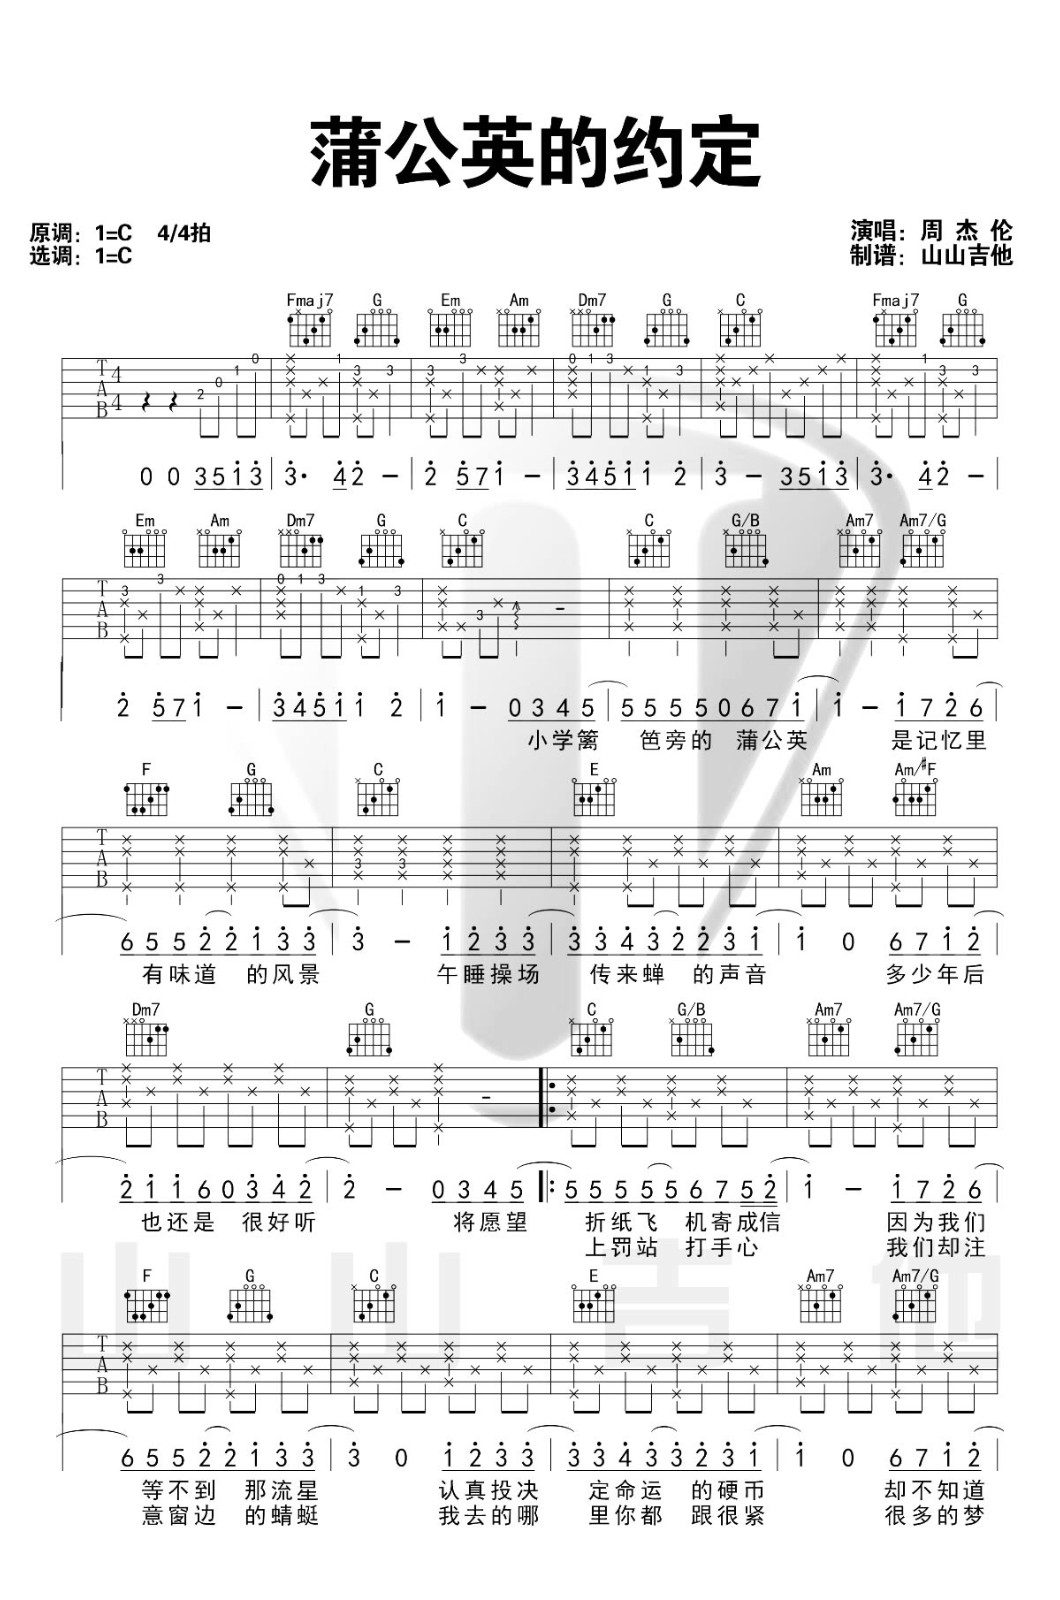 蒲公英的约定
原调：1=C 4/4拍
选调：1=C
演唱：周 杰 伦
制谱：山山吉他
Fmaj7 G Em Am Dm7 G C Fmaj7 G
0 0 3 5 1 3 | 3· 4 2 – | 2 5 7 1 – | 3 4 5 1 1 2 | 3 – 3 5 1 3 | 3· 4 2 –
Em Am Dm7 G C C G/B Am7 Am7/G
2 5 7 1 – | 3 4 5 1 1 2 | 1 – 0 3 4 5 | 5 5 5 5 0 6 7 1 | 1 – 1 7 2 6
小学篱 笆旁的 蒲公英 是记忆里
F G C E Am Am/#F
6 5 5 2 2 1 3 3 | 3 – 1 2 3 3 | 3 3 4 3 2 2 3 1 | 1 0 6 7 1 2
有味道 的风景 午睡操场 传来蝉 的声音 多少年后
Dm7 G C G/B Am7 Am7/G
2 1 1 6 0 3 4 2 | 2 – 0 3 4 5 ‖: 5 5 5 5 5 6 7 5 2 | 1 – 1 7 2 6
也还是 很好听 将愿望 折纸飞 机寄成信 因为我们
上罚站 打手心 我们却注
F G C E Am7 Am7/G
6 5 5 2 2 1 3 3 | 3 0 1 2 3 3 | 3 3 4 3 3 2 3 1 | 1 0 6 7 1 2
等不到 那流星 认真投决 定命运 的硬币 却不知道
意窗边 的蜻蜓 我去的哪 里你都 跟很紧 很多的梦
山山吉他